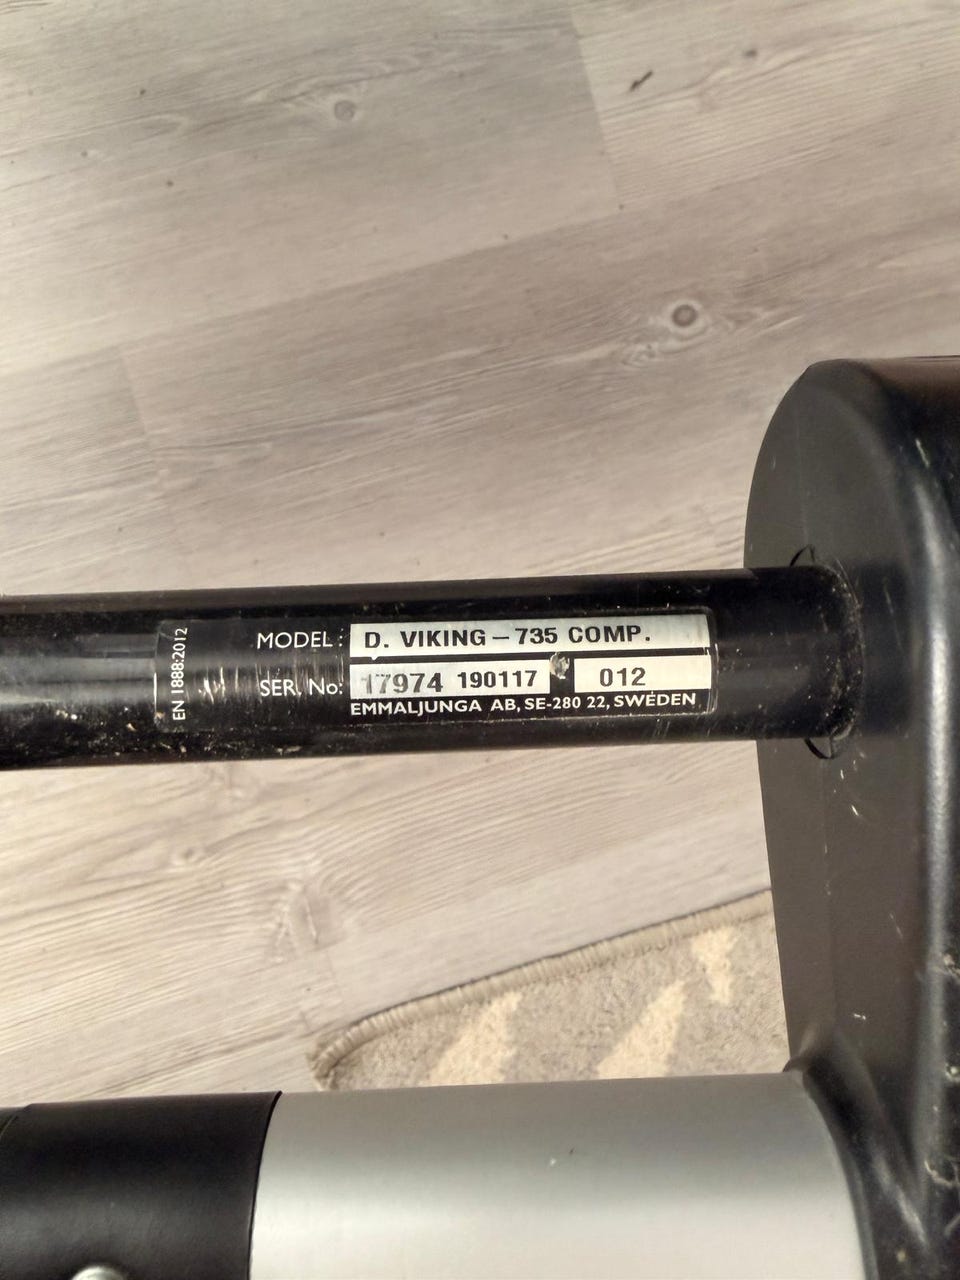 EN 1888:2012
MODEL: D. VIKING – 735 COMP.
SER. No: 17974 190117 012
EMMALJUNGA AB, SE-280 22, SWEDEN